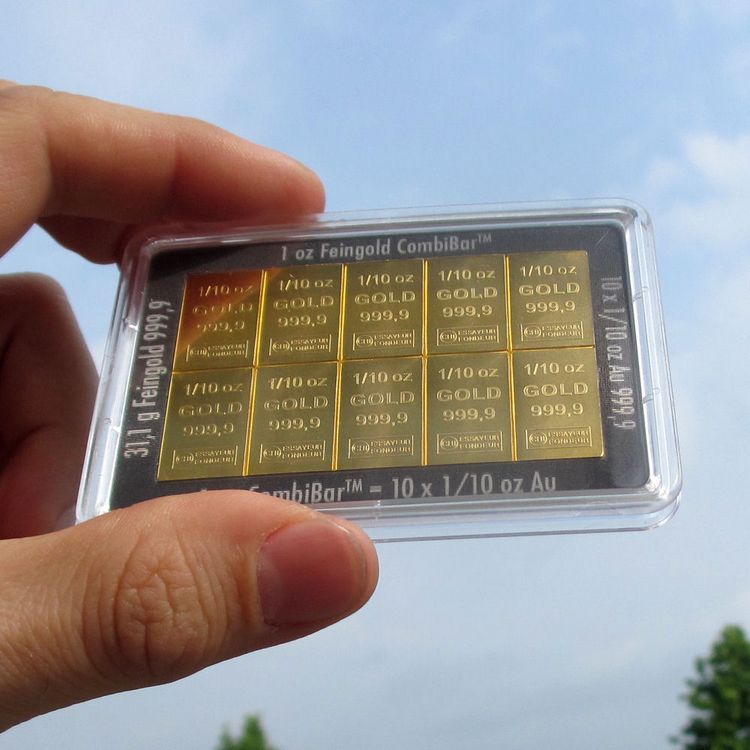 1 oz Feingold CombiBar™
31,1 g Feingold 999,9
10 x 1/10 oz Au 999,9
1/10 oz
GOLD
999,9
ESSAYEUR
FONDEUR
1/10 oz
GOLD
999,9
ESSAYEUR
FONDEUR
1/10 oz
GOLD
999,9
ESSAYEUR
FONDEUR
1/10 oz
GOLD
999,9
ESSAYEUR
FONDEUR
1/10 oz
GOLD
999,9
ESSAYEUR
FONDEUR
1/10 oz
GOLD
999,9
ESSAYEUR
FONDEUR
1/10 oz
GOLD
999,9
ESSAYEUR
FONDEUR
1/10 oz
GOLD
999,9
ESSAYEUR
FONDEUR
1/10 oz
GOLD
999,9
ESSAYEUR
FONDEUR
1/10 oz
GOLD
999,9
ESSAYEUR
FONDEUR
CombiBar™ = 10 x 1/10 oz Au